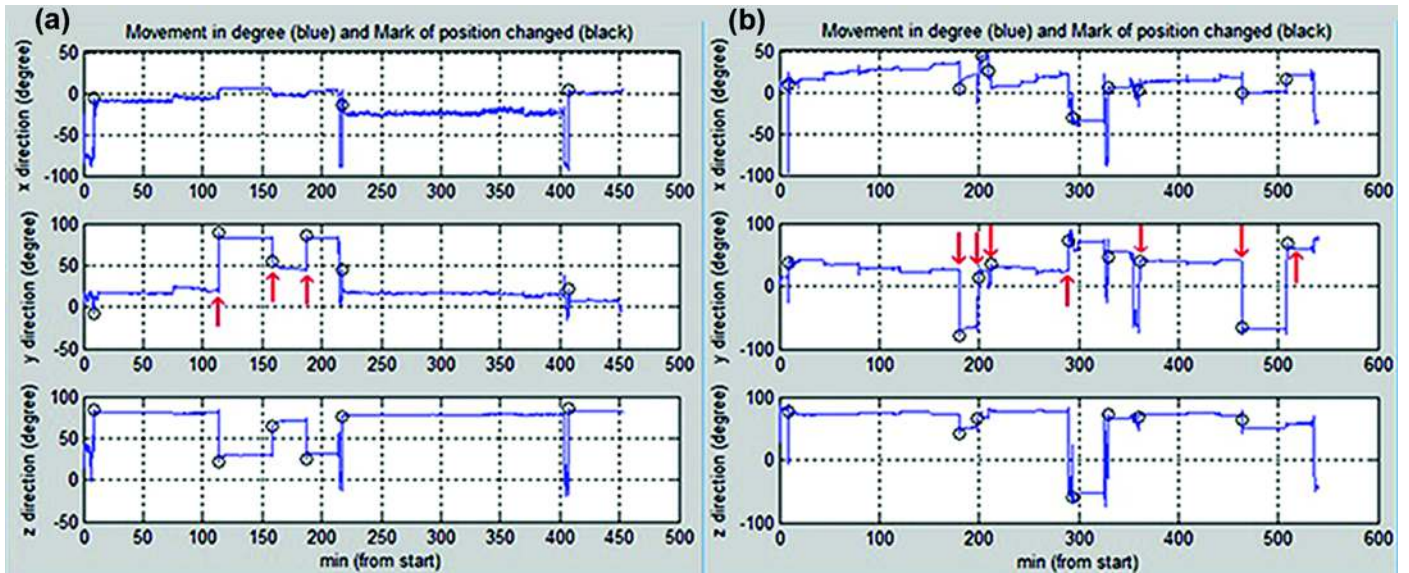 (a)
Movement in degree (blue) and Mark of position changed (black)
x direction (degree)
50
0
-50
-100
0 50 100 150 200 250 300 350 400 450 500
y direction (degree)
100
50
0
-50
0 50 100 150 200 250 300 350 400 450 500
z direction (degree)
100
50
0
-50
0 50 100 150 200 250 300 350 400 450 500
min (from start)
(b)
Movement in degree (blue) and Mark of position changed (black)
x direction (degree)
50
0
-50
-100
0 100 200 300 400 500 600
y direction (degree)
100
0
-100
0 100 200 300 400 500 600
z direction (degree)
100
0
-100
0 100 200 300 400 500 600
min (from start)